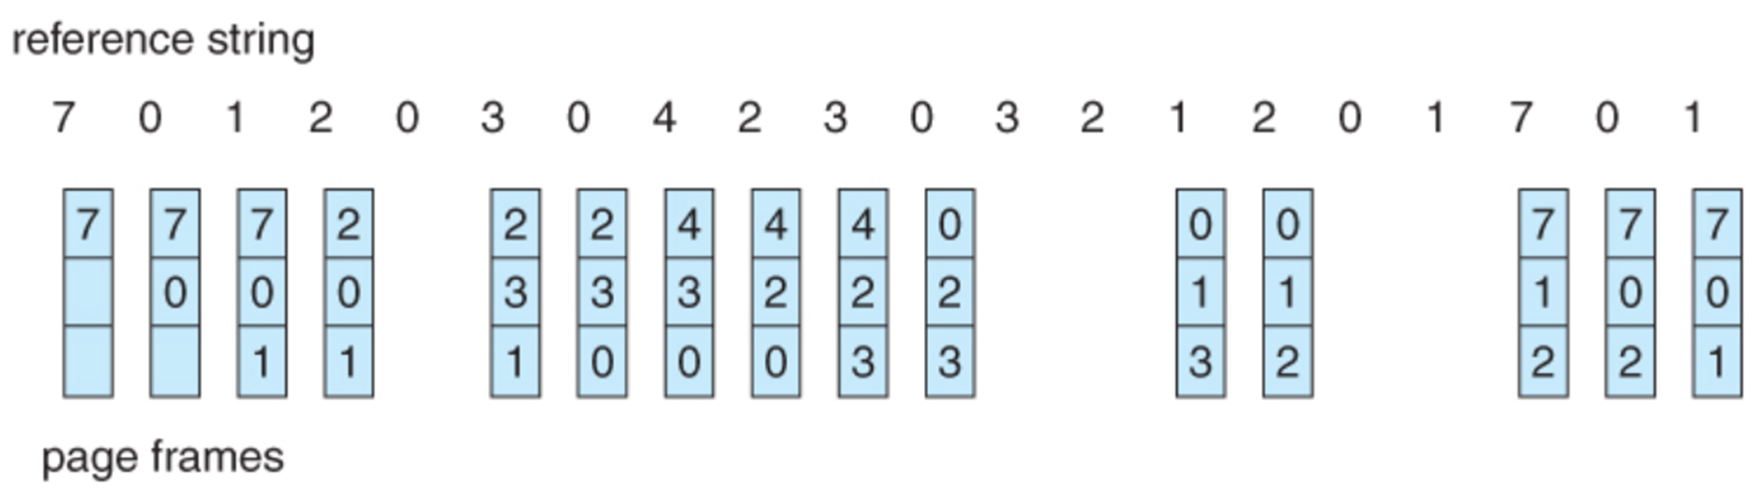 reference string
7 0 1 2 0 3 0 4 2 3 0 3 2 1 2 0 1 7 0 1
7 7 7 2 2 2 4 4 4 0 0 0 7 7 7
0 0 0 3 3 3 2 2 2 1 1 1 0 0
1 1 1 0 0 0 3 3 3 2 2 2 1
page frames